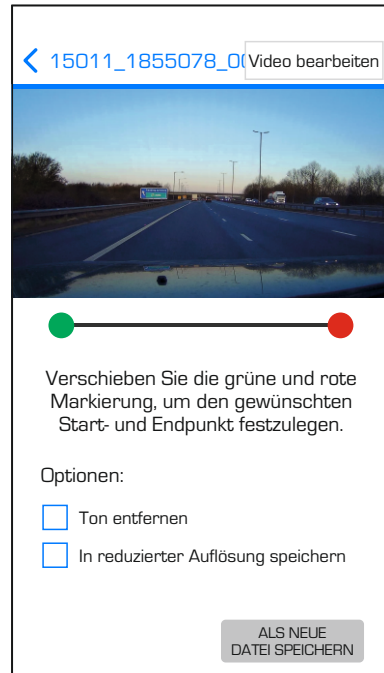 15011_1855078_00
Video bearbeiten
Verschieben Sie die grüne und rote
Markierung, um den gewünschten
Start- und Endpunkt festzulegen.
Optionen:
Ton entfernen
In reduzierter Auflösung speichern
ALS NEUE
DATEI SPEICHERN